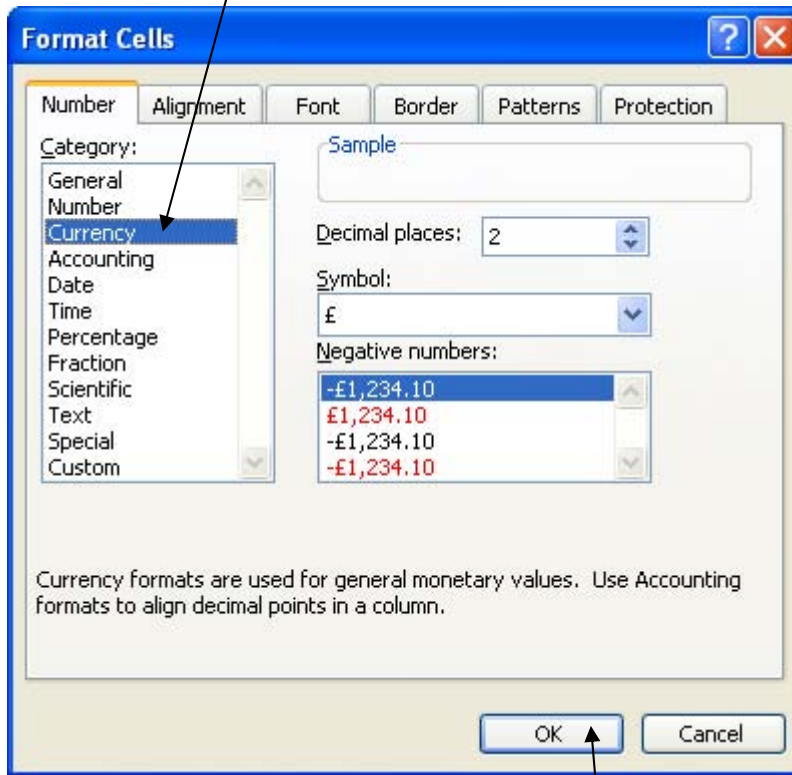 Format Cells
Number Alignment Font Border Patterns Protection
Category:
General
Number
Currency
Accounting
Date
Time
Percentage
Fraction
Scientific
Text
Special
Custom
Sample
Decimal places: 2
Symbol:
£
Negative numbers:
-£1,234.10
£1,234.10
-£1,234.10
-£1,234.10
Currency formats are used for general monetary values. Use Accounting
formats to align decimal points in a column.
OK Cancel